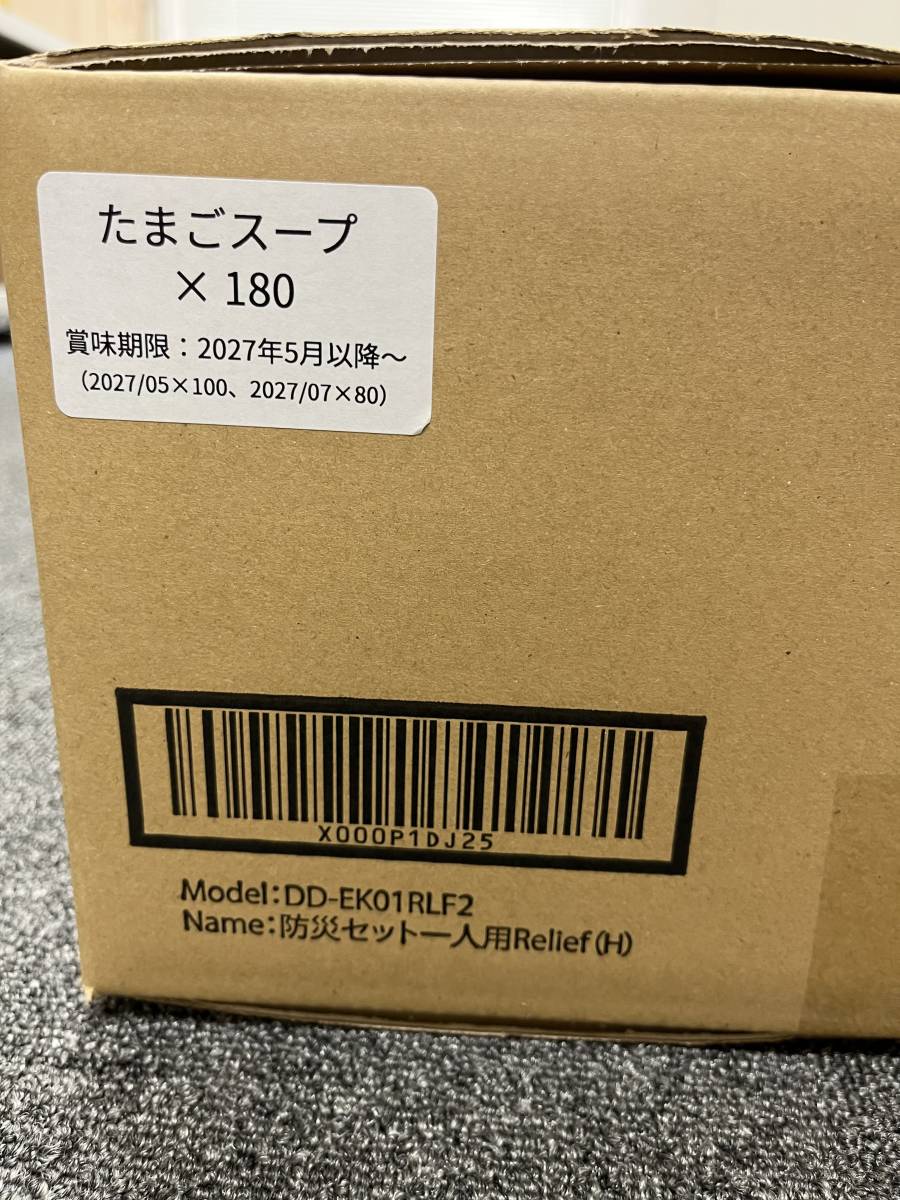 たまごスープ
× 180
賞味期限：2027年5月以降～
（2027/05×100、2027/07×80）
X000P1DJ25
Model:DD-EK01RLF2
Name:防災セット一人用Relief(H)